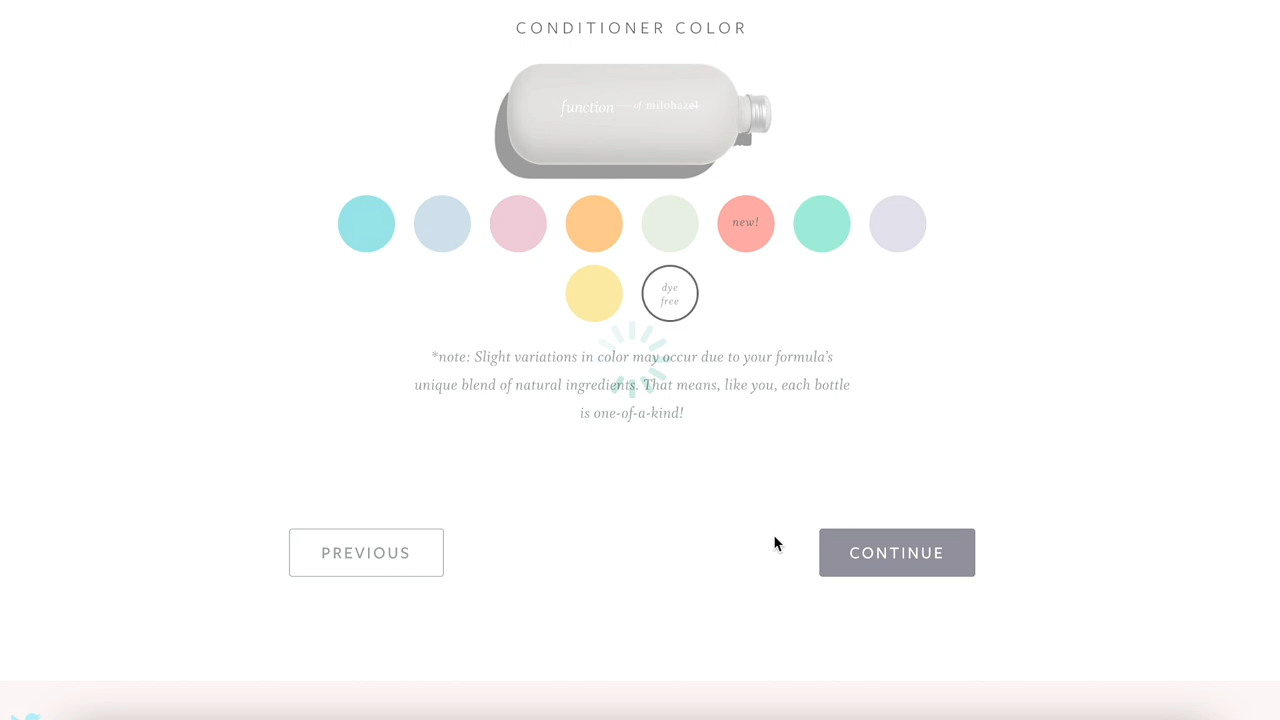 CONDITIONER COLOR
function of milohazel
new!
dye
free
*note: Slight variations in color may occur due to your formula’s
unique blend of natural ingredients. That means, like you, each bottle
is one-of-a-kind!
PREVIOUS
CONTINUE